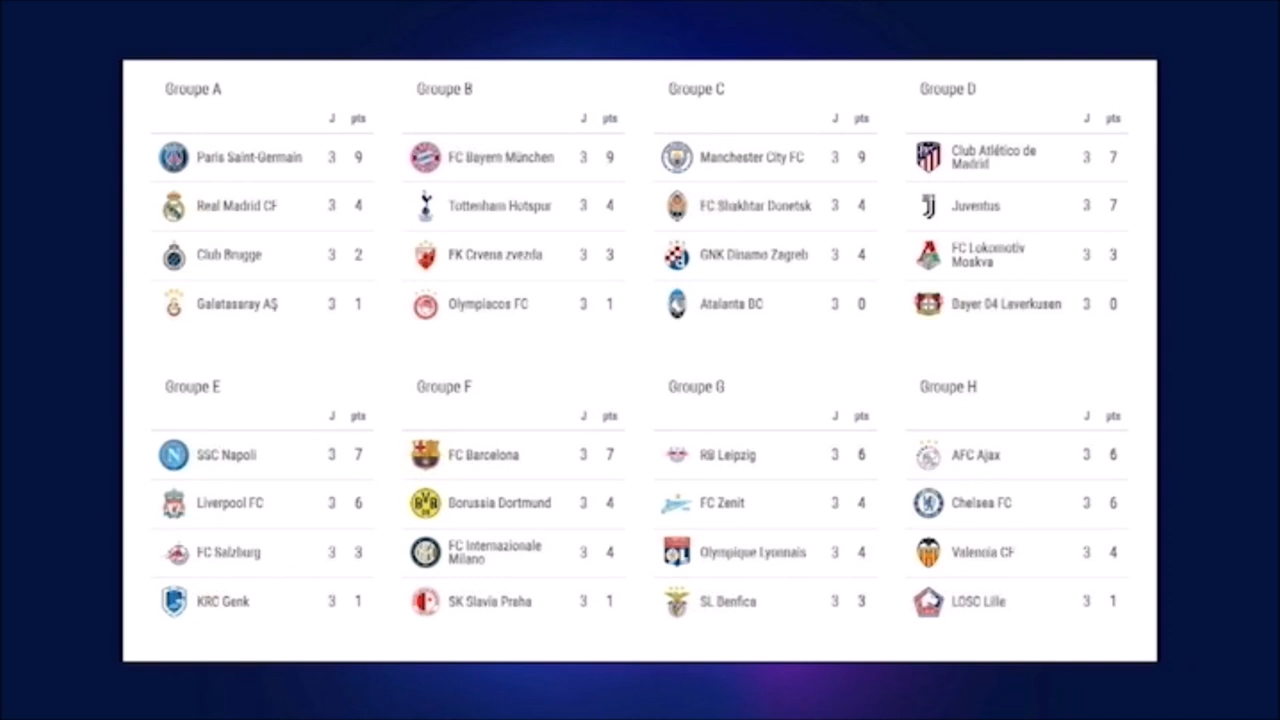 Groupe A
J pts
Paris Saint-Germain 3 9
Real Madrid CF 3 4
Club Brugge 3 2
Galatasaray AŞ 3 1
Groupe B
J pts
FC Bayern München 3 9
Tottenham Hotspur 3 4
FK Crvena zvezda 3 3
Olympiacos FC 3 1
Groupe C
J pts
Manchester City FC 3 9
FC Shakhtar Donetsk 3 4
GNK Dinamo Zagreb 3 4
Atalanta BC 3 0
Groupe D
J pts
Club Atlético de
Madrid 3 7
Juventus 3 7
FC Lokomotiv
Moskva 3 3
Bayer 04 Leverkusen 3 0
Groupe E
J pts
SSC Napoli 3 7
Liverpool FC 3 6
FC Salzburg 3 3
KRC Genk 3 1
Groupe F
J pts
FC Barcelona 3 7
Borussia Dortmund 3 4
FC Internazionale
Milano 3 4
SK Slavia Praha 3 1
Groupe G
J pts
RB Leipzig 3 6
FC Zenit 3 4
Olympique Lyonnais 3 4
SL Benfica 3 3
Groupe H
J pts
AFC Ajax 3 6
Chelsea FC 3 6
Valencia CF 3 4
LOSC Lille 3 1